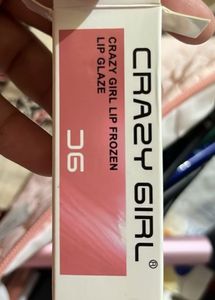 CRAZY GIRL®
CRAZY GIRL LIP FROZEN
LIP GLAZE
06